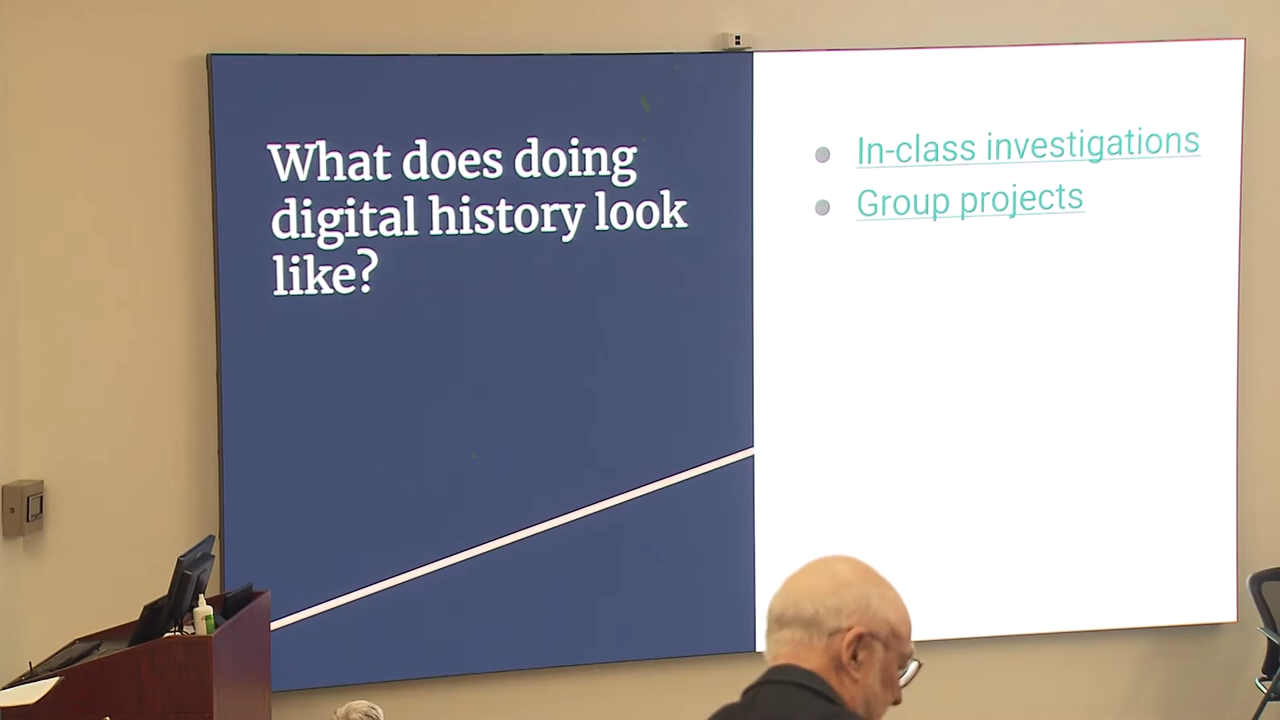 What does doing
digital history look
like?
In-class investigations
Group projects